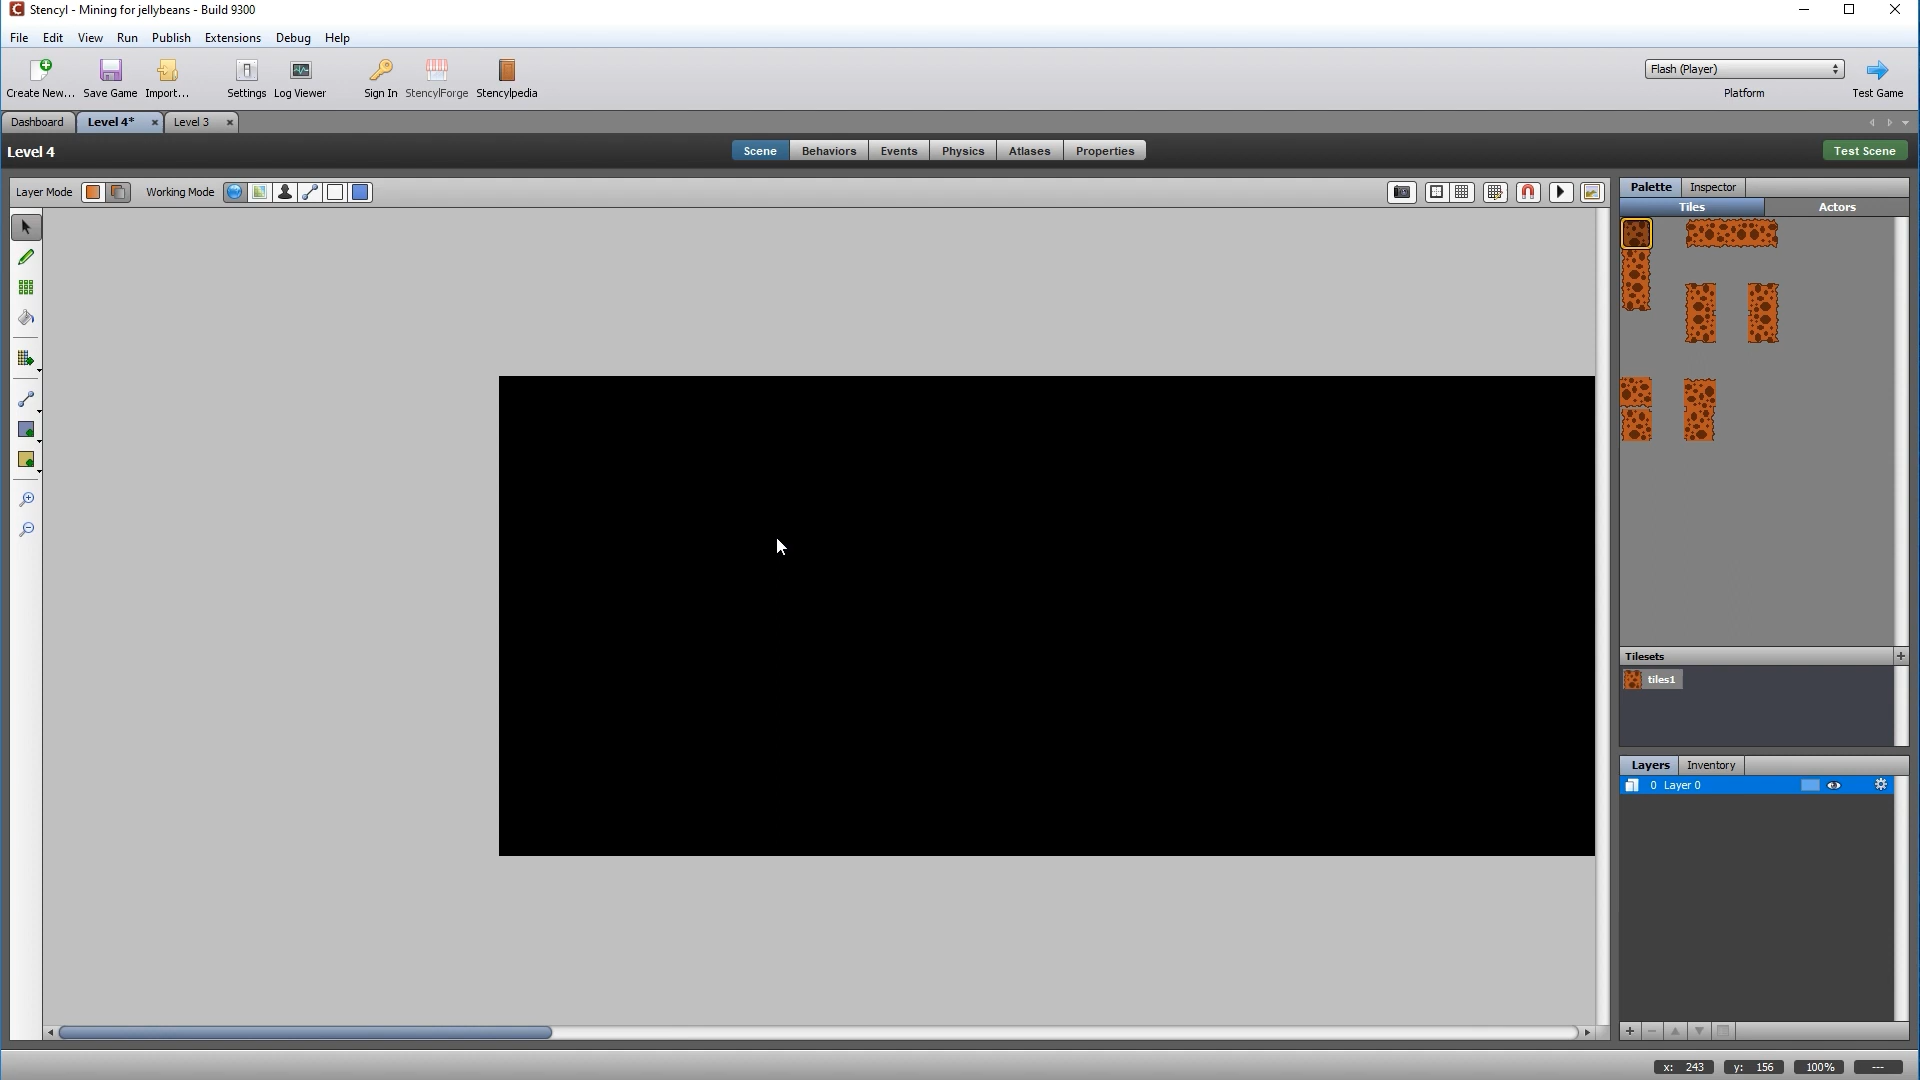 Stencyl - Mining for jellybeans - Build 9300
File Edit View Run Publish Extensions Debug Help
Create New... Save Game Import... Settings Log Viewer Sign In StencylForge Stencylpedia
Flash (Player)
Platform
Test Game
Dashboard Level 4* Level 3
Level 4
Scene Behaviors Events Physics Atlases Properties
Test Scene
Layer Mode Working Mode
Palette Inspector
Tiles Actors
Tilesets
tiles1
Layers Inventory
0 Layer 0
x: 243 y: 156 100% ---